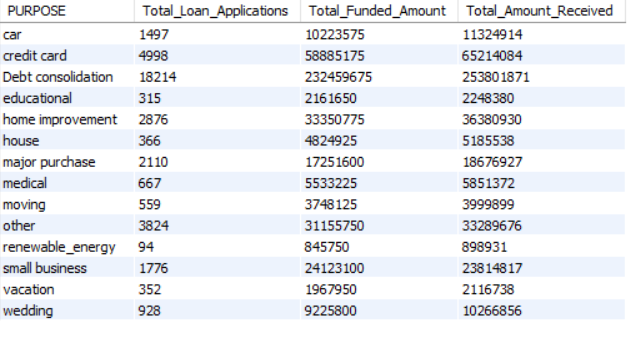 PURPOSE Total_Loan_Applications Total_Funded_Amount Total_Amount_Received
car 1497 10223575 11324914
credit card 4998 58885175 65214084
Debt consolidation 18214 232459675 253801871
educational 315 2161650 2248380
home improvement 2876 33350775 36380930
house 366 4824925 5185538
major purchase 2110 17251600 18676927
medical 667 5533225 5851372
moving 559 3748125 3999899
other 3824 31155750 33289676
renewable_energy 94 845750 898931
small business 1776 24123100 23814817
vacation 352 1967950 2116738
wedding 928 9225800 10266856